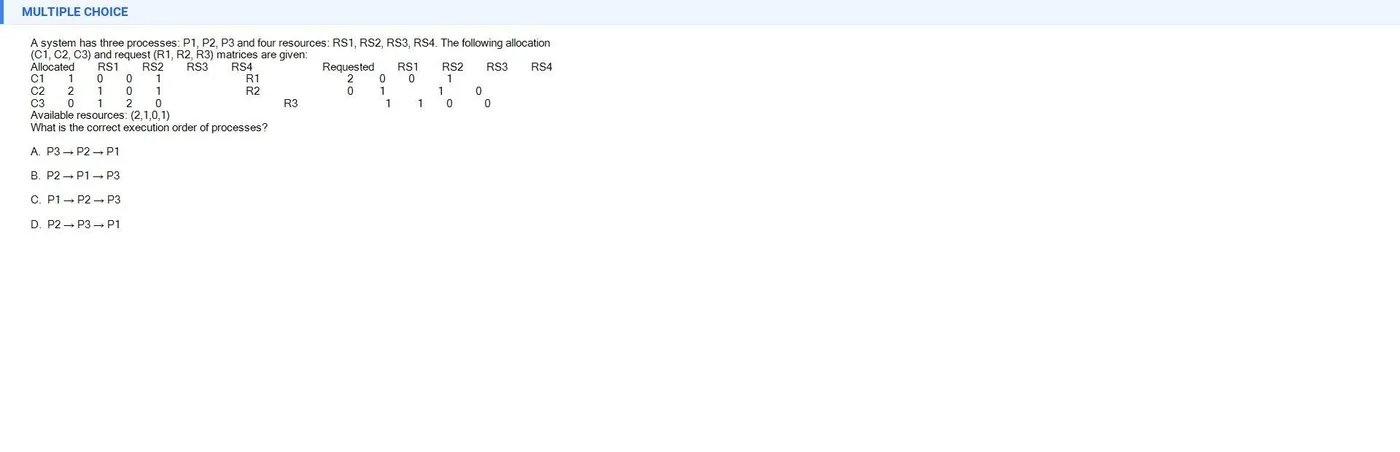 MULTIPLE CHOICE
A system has three processes: P1, P2, P3 and four resources: RS1, RS2, RS3, RS4. The following allocation
(C1, C2, C3) and request (R1, R2, R3) matrices are given:
Allocated RS1 RS2 RS3 RS4 Requested RS1 RS2 RS3 RS4
C1 1 0 0 1 R1 2 0 0 1
C2 2 1 0 1 R2 0 1 1 0
C3 0 1 2 0 R3 1 1 0 0
Available resources: (2,1,0,1)
What is the correct execution order of processes?
A. P3 → P2 → P1
B. P2 → P1 → P3
C. P1 → P2 → P3
D. P2 → P3 → P1